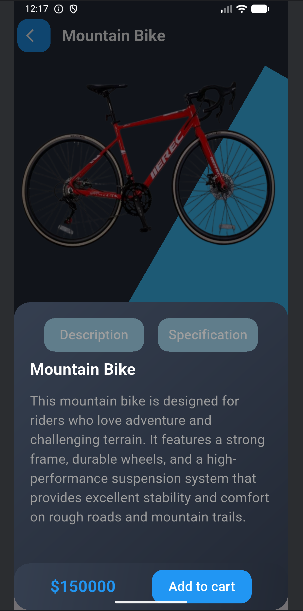 12:17
Mountain Bike
MEREC
Description
Specification
Mountain Bike
This mountain bike is designed for
riders who love adventure and
challenging terrain. It features a strong
frame, durable wheels, and a high-
performance suspension system that
provides excellent stability and comfort
on rough roads and mountain trails.
$150000
Add to cart